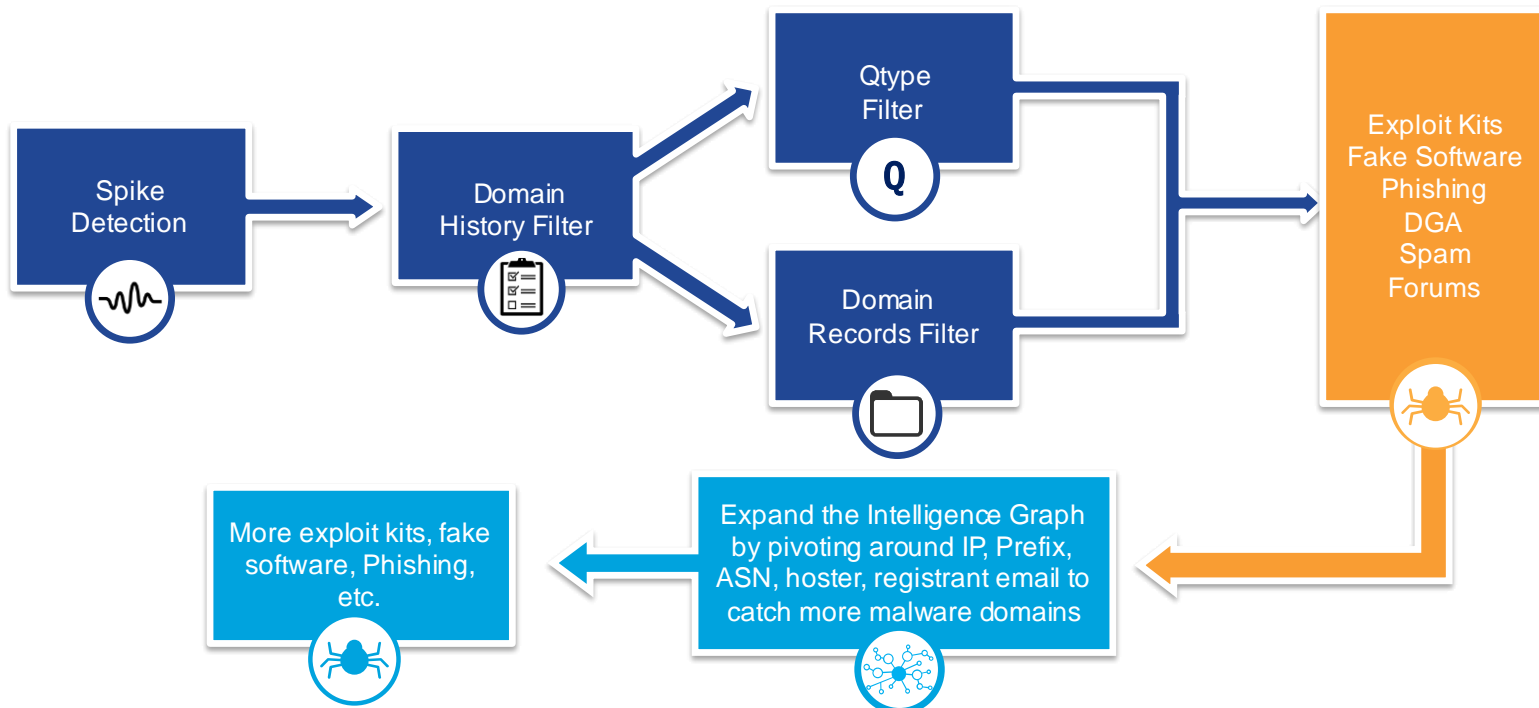 Spike
Detection
Domain
History Filter
Qtype
Filter
Q
Domain
Records Filter
Exploit Kits
Fake Software
Phishing
DGA
Spam
Forums
Expand the Intelligence Graph
by pivoting around IP, Prefix,
ASN, hoster, registrant email to
catch more malware domains
More exploit kits, fake
software, Phishing,
etc.